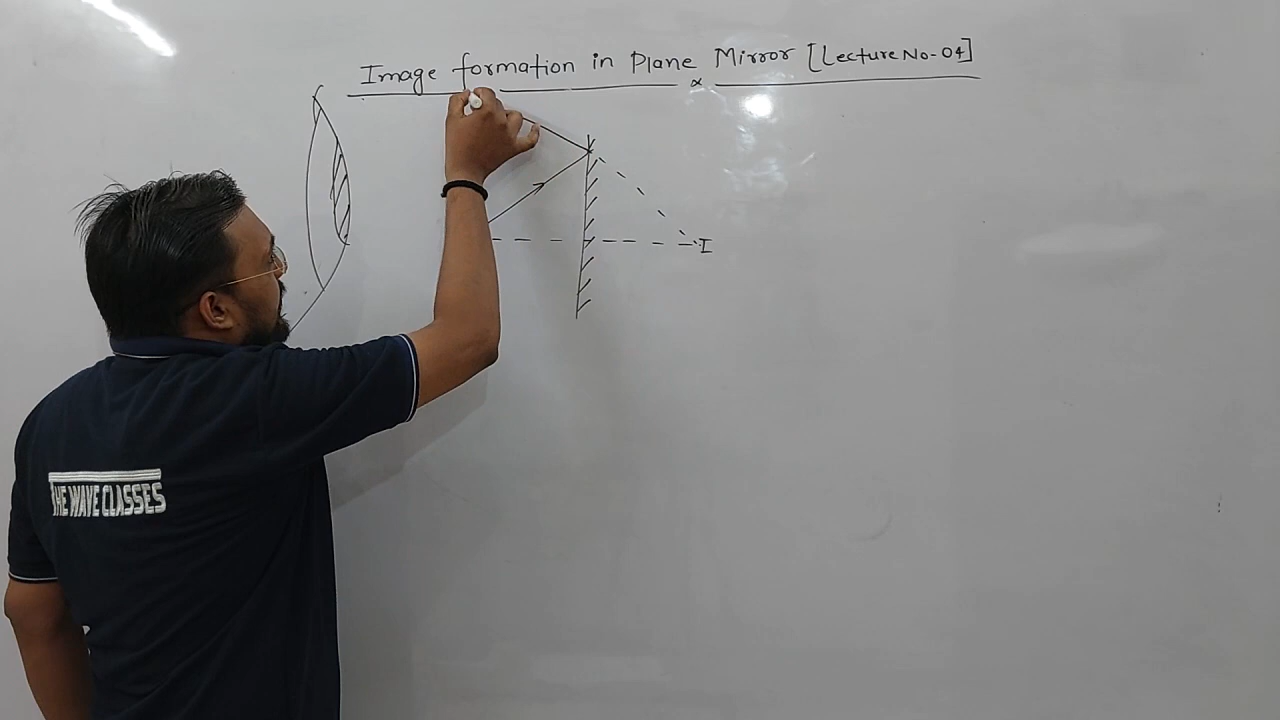 Image formation in Plane Mirror [Lecture No-04]
I
THE WAVE CLASSES